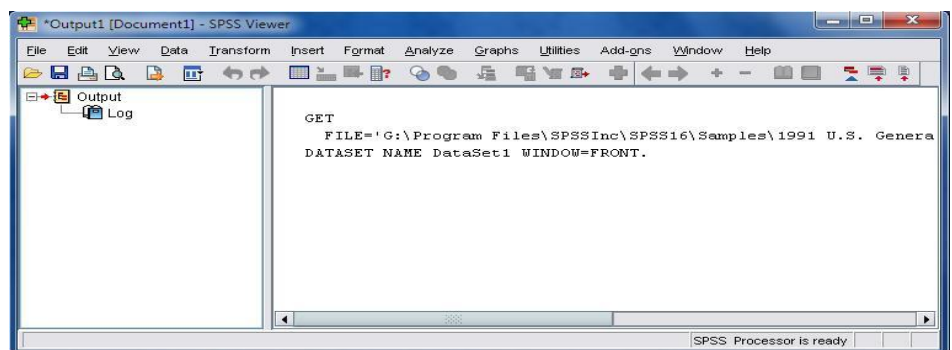 *Output1 [Document1] - SPSS Viewer
File Edit View Data Transform Insert Format Analyze Graphs Utilities Add-ons Window Help
Output
Log
GET
FILE='G:\Program Files\SPSSInc\SPSS16\Samples\1991 U.S. Genera
DATASET NAME DataSet1 WINDOW=FRONT.
SPSS Processor is ready